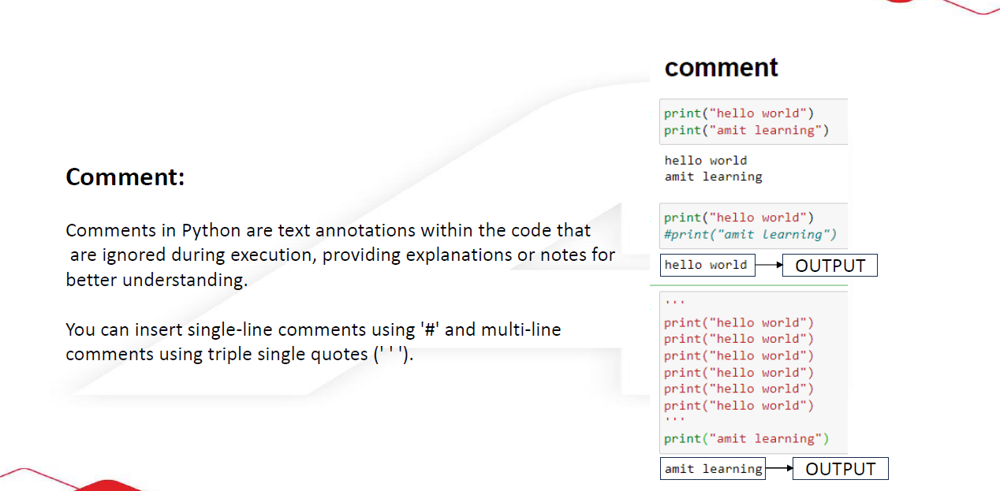 Comment:
Comments in Python are text annotations within the code that
are ignored during execution, providing explanations or notes for
better understanding.
You can insert single-line comments using '#' and multi-line
comments using triple single quotes (' ' ').
comment
print("hello world")
print("amit learning")
hello world
amit learning
print("hello world")
#print("amit learning")
hello world OUTPUT
'''
print("hello world")
print("hello world")
print("hello world")
print("hello world")
print("hello world")
print("hello world")
'''
print("amit learning")
amit learning OUTPUT